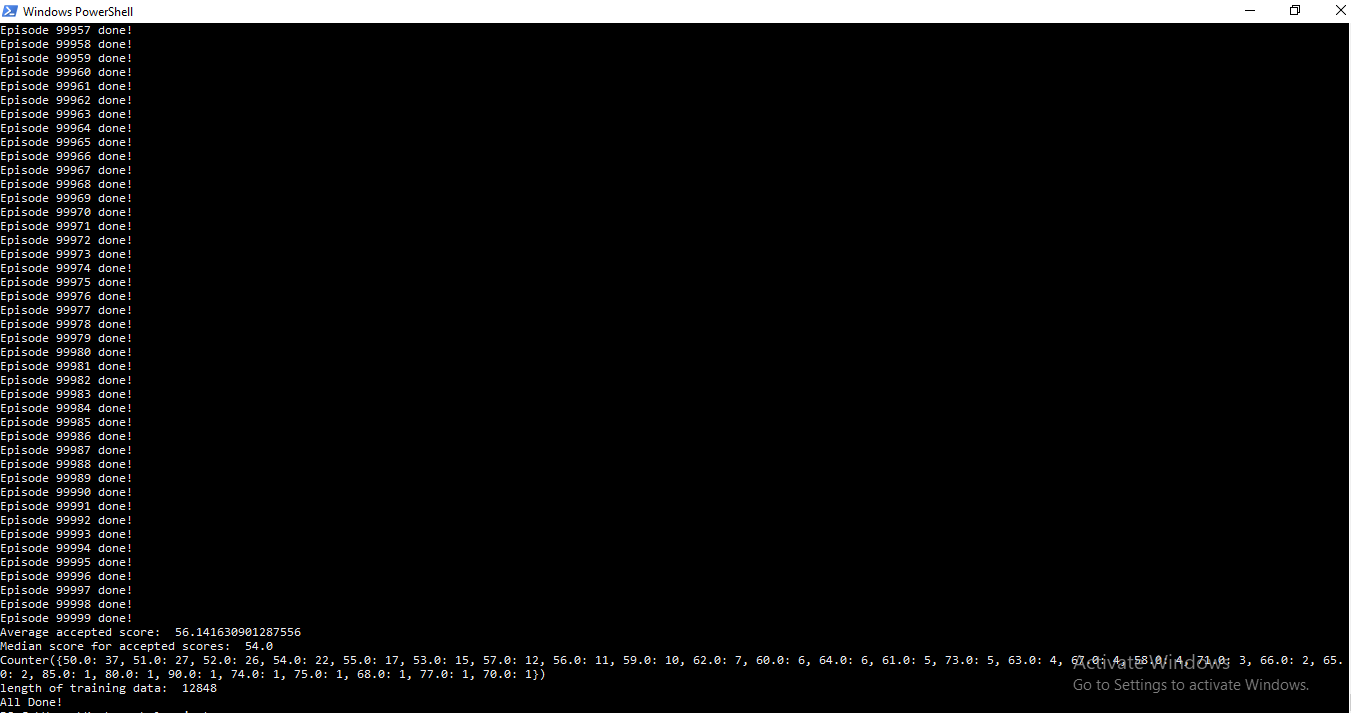 Windows PowerShell
Episode 99957 done!
Episode 99958 done!
Episode 99959 done!
Episode 99960 done!
Episode 99961 done!
Episode 99962 done!
Episode 99963 done!
Episode 99964 done!
Episode 99965 done!
Episode 99966 done!
Episode 99967 done!
Episode 99968 done!
Episode 99969 done!
Episode 99970 done!
Episode 99971 done!
Episode 99972 done!
Episode 99973 done!
Episode 99974 done!
Episode 99975 done!
Episode 99976 done!
Episode 99977 done!
Episode 99978 done!
Episode 99979 done!
Episode 99980 done!
Episode 99981 done!
Episode 99982 done!
Episode 99983 done!
Episode 99984 done!
Episode 99985 done!
Episode 99986 done!
Episode 99987 done!
Episode 99988 done!
Episode 99989 done!
Episode 99990 done!
Episode 99991 done!
Episode 99992 done!
Episode 99993 done!
Episode 99994 done!
Episode 99995 done!
Episode 99996 done!
Episode 99997 done!
Episode 99998 done!
Episode 99999 done!
Average accepted score:  56.141630901287556
Median score for accepted scores:  54.0
Counter({50.0: 37, 51.0: 27, 52.0: 26, 54.0: 22, 55.0: 17, 53.0: 15, 57.0: 12, 56.0: 11, 59.0: 10, 62.0: 7, 60.0: 6, 64.0: 6, 61.0: 5, 73.0: 5, 63.0: 4, 67.0: 4, 58.0: 4, 71.0: 3, 66.0: 2, 65.
0: 2, 85.0: 1, 80.0: 1, 90.0: 1, 74.0: 1, 75.0: 1, 68.0: 1, 77.0: 1, 70.0: 1})
length of training data:  12848
All Done!
Activate Windows
Go to Settings to activate Windows.